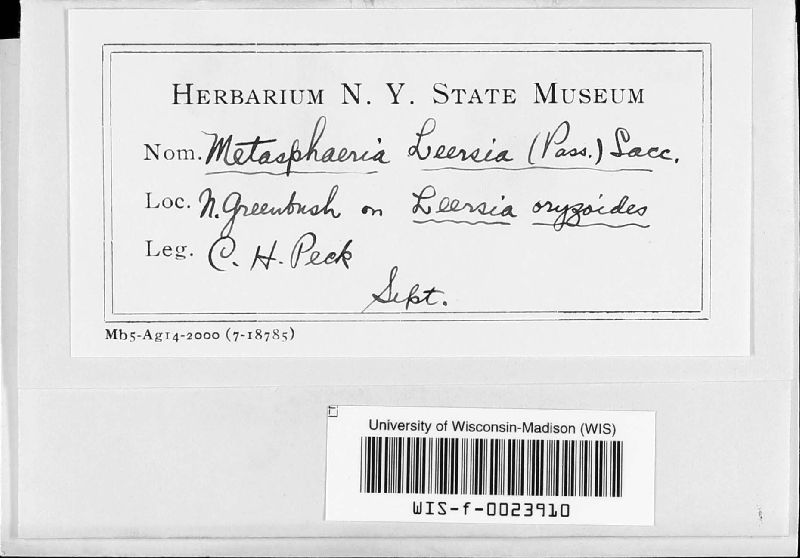 HERBARIUM N. Y. STATE MUSEUM
Nom. Metasphaeria Leersia (Pass.) Sacc.
Loc. N. Greenbush on Leersia oryzoides
Leg. C. H. Peck
Sept.
Mb5-Ag14-2000 (7-18785)
University of Wisconsin-Madison (WIS)
WIS-f-0023910